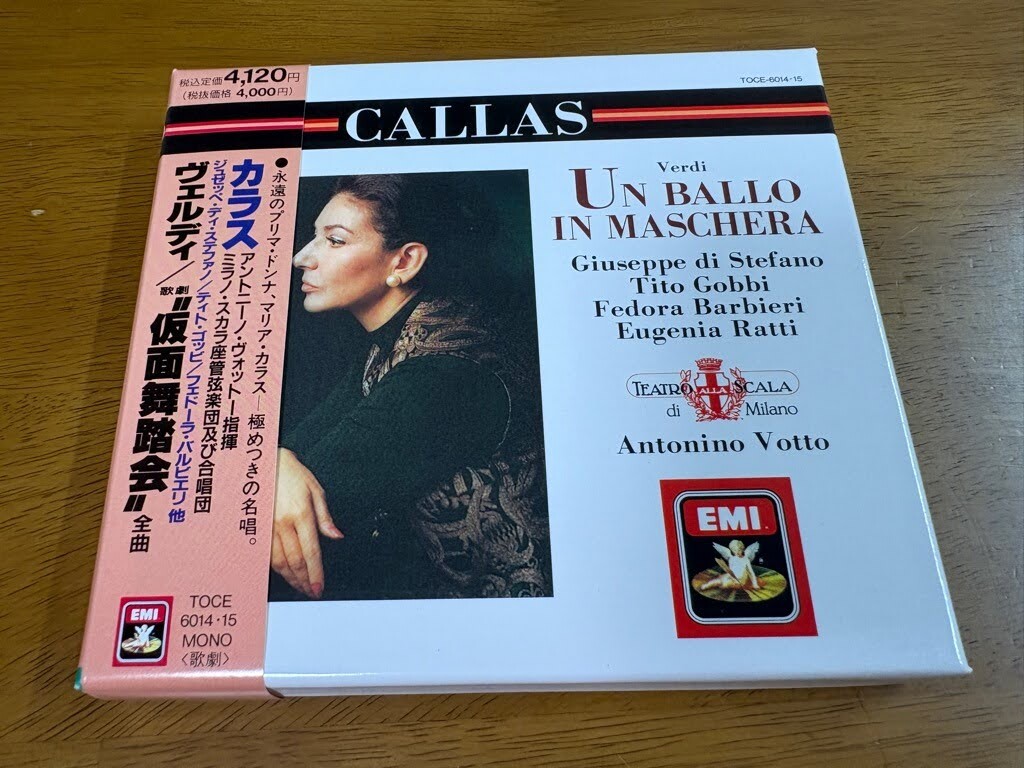 税込定価4,120円
(税抜価格 4,000円)
●永遠のプリマ・ドンナ、マリア・カラス―極めつきの名唱。
カラス
アントニーノ・ヴォットー指揮
ミラノ・スカラ座管弦楽団及び合唱団
ジュゼッペ・ディ・ステファノ/ティト・ゴッビ/フェドーラ・バルビエリ 他
ヴェルディ/
歌劇“仮面舞踏会”全曲
EMI
TOCE
6014・15
MONO
〈歌劇〉
TOCE-6014・15
CALLAS
Verdi
UN BALLO
IN MASCHERA
Giuseppe di Stefano
Tito Gobbi
Fedora Barbieri
Eugenia Ratti
TEATRO ALLA SCALA
di Milano
Antonino Votto
EMI